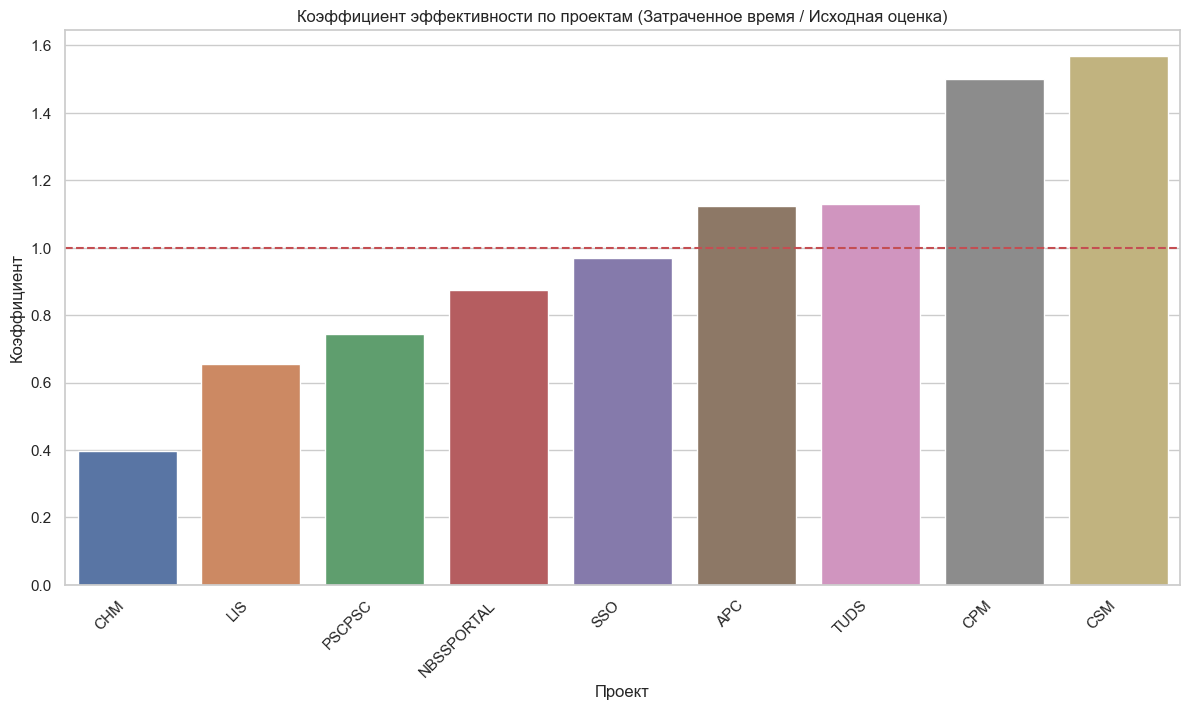 Коэффициент эффективности по проектам (Затраченное время / Исходная оценка)
Коэффициент
1.6
1.4
1.2
1.0
0.8
0.6
0.4
0.2
0.0
CHM
LIS
PSCPSC
NBSSPORTAL
SSO
APC
TUDS
CPM
CSM
Проект